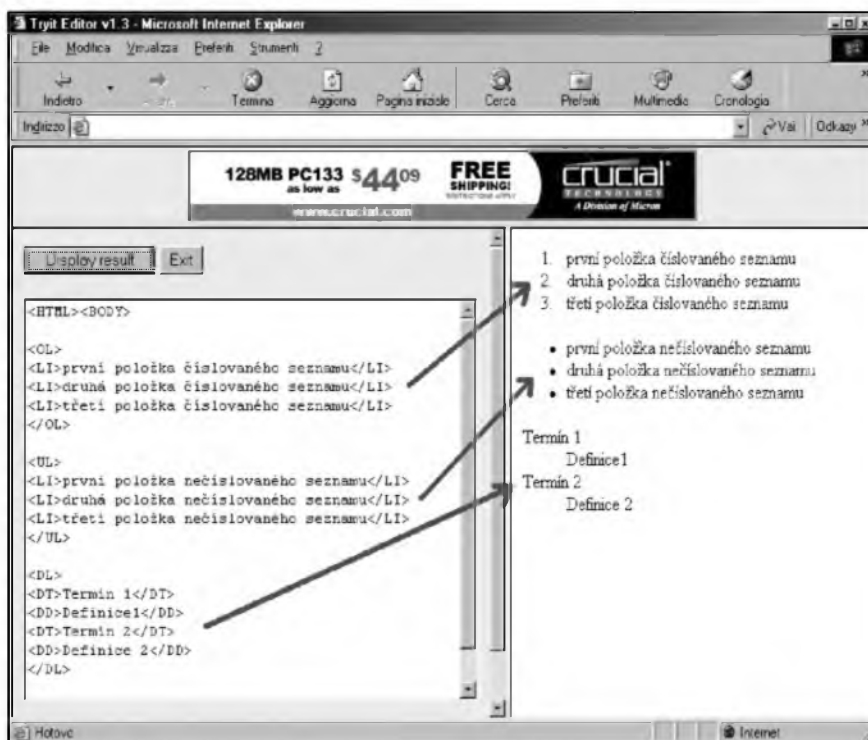 Tryit Editor v1.3 - Microsoft Internet Explorer
File Modifica Visualizza Preferiti Strumenti ?
Indietro Termina Aggiorna Pagina iniziale Cerca Preferiti Multimedia Cronologia
Indirizzo Vai Odkazy »
128MB PC133 $4409 FREE crucial
as low as SHIPPING! TECHNOLOGY
www.crucial.com A Division of Micron
Display result Exit
<HTML><BODY>
<OL>
<LI>první položka číslovaného seznamu</LI>
<LI>druhá položka číslovaného seznamu</LI>
<LI>třetí položka číslovaného seznamu</LI>
</OL>
<UL>
<LI>první položka nečíslovaného seznamu</LI>
<LI>druhá položka nečíslovaného seznamu</LI>
<LI>třetí položka nečíslovaného seznamu</LI>
</UL>
<DL>
<DT>Termín 1</DT>
<DD>Definice1</DD>
<DT>Termín 2</DT>
<DD>Definice 2</DD>
</DL>
1. první položka číslovaného seznamu
2. druhá položka číslovaného seznamu
3. třetí položka číslovaného seznamu
• první položka nečíslovaného seznamu
• druhá položka nečíslovaného seznamu
• třetí položka nečíslovaného seznamu
Termín 1
Definice1
Termín 2
Definice 2
Hotovo Internet